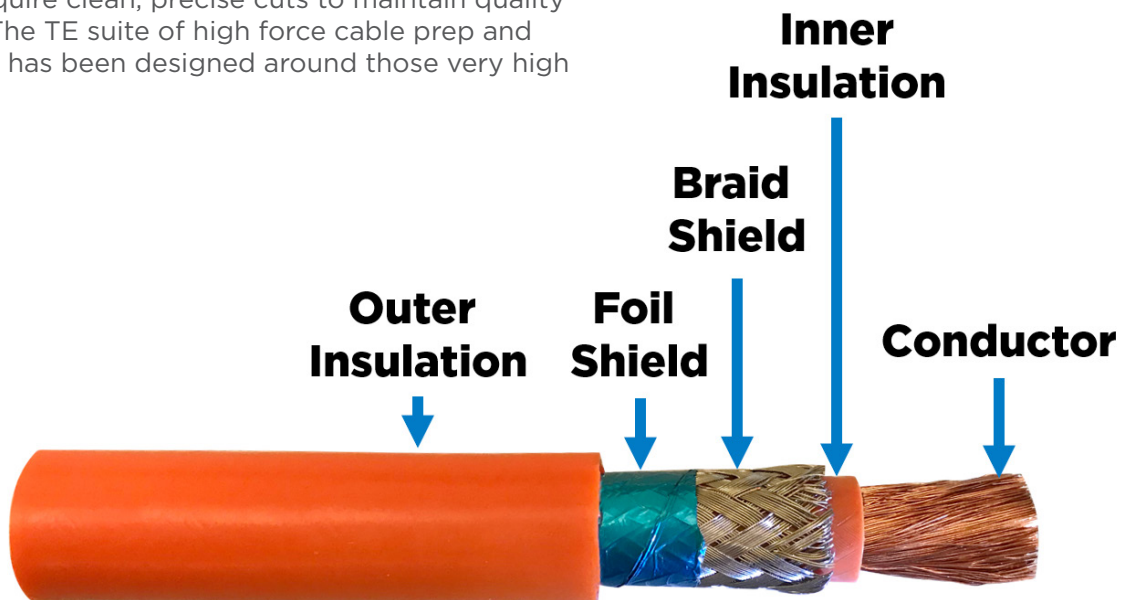 quire clean, precise cuts to maintain quality
The TE suite of high force cable prep and
has been designed around those very high
Inner
Insulation
Braid
Shield
Outer
Insulation
Foil
Shield
Conductor